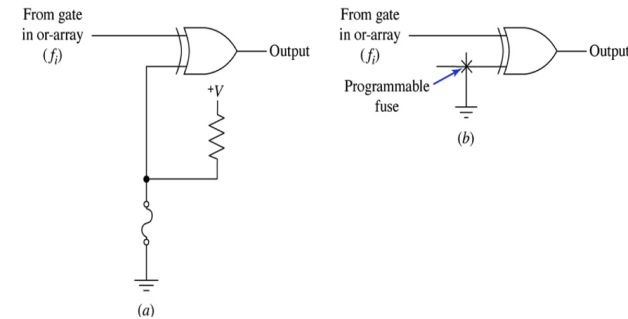 From gate
in or-array
(fᵢ)
Output
+V
(a)
From gate
in or-array
(fᵢ)
Output
Programmable
fuse
(b)